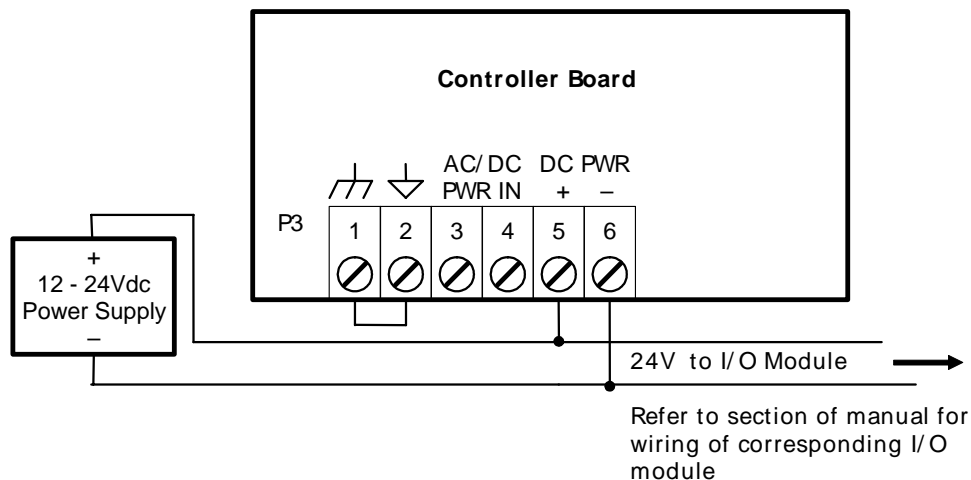 Controller Board
AC/DC DC PWR
PWR IN + –
P3 1 2 3 4 5 6
+
12 - 24Vdc
Power Supply
–
24V to I/O Module
Refer to section of manual for
wiring of corresponding I/O
module